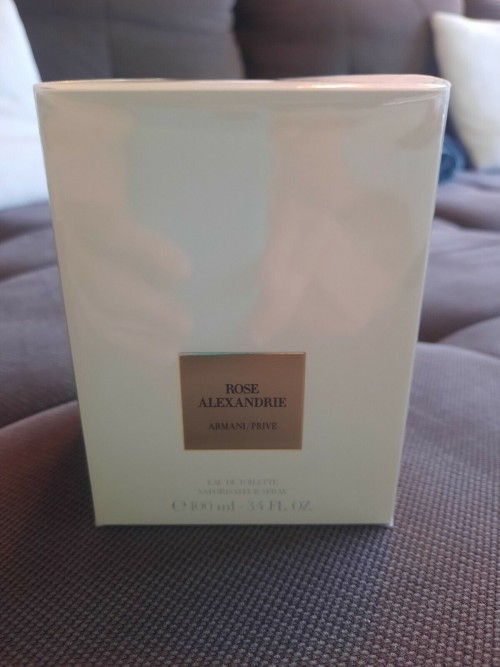 ROSE
ALEXANDRIE
ARMANI/PRIVÉ
EAU DE TOILETTE
VAPORISATEUR SPRAY
℮ 100 ml - 3.4 FL. OZ.